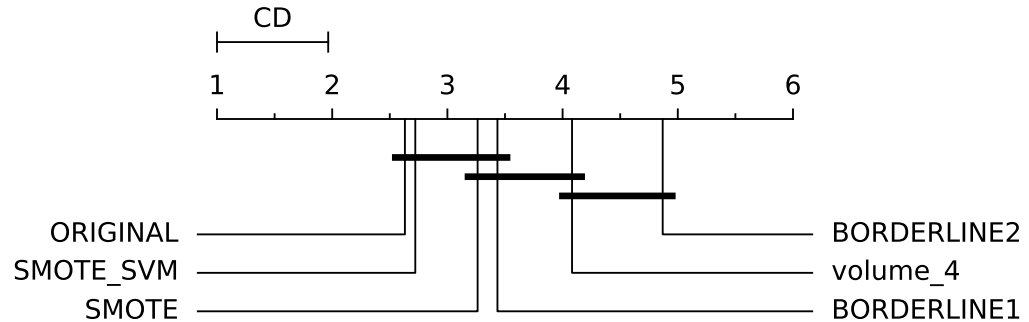 CD
1 2 3 4 5 6
ORIGINAL BORDERLINE2
SMOTE_SVM volume_4
SMOTE BORDERLINE1